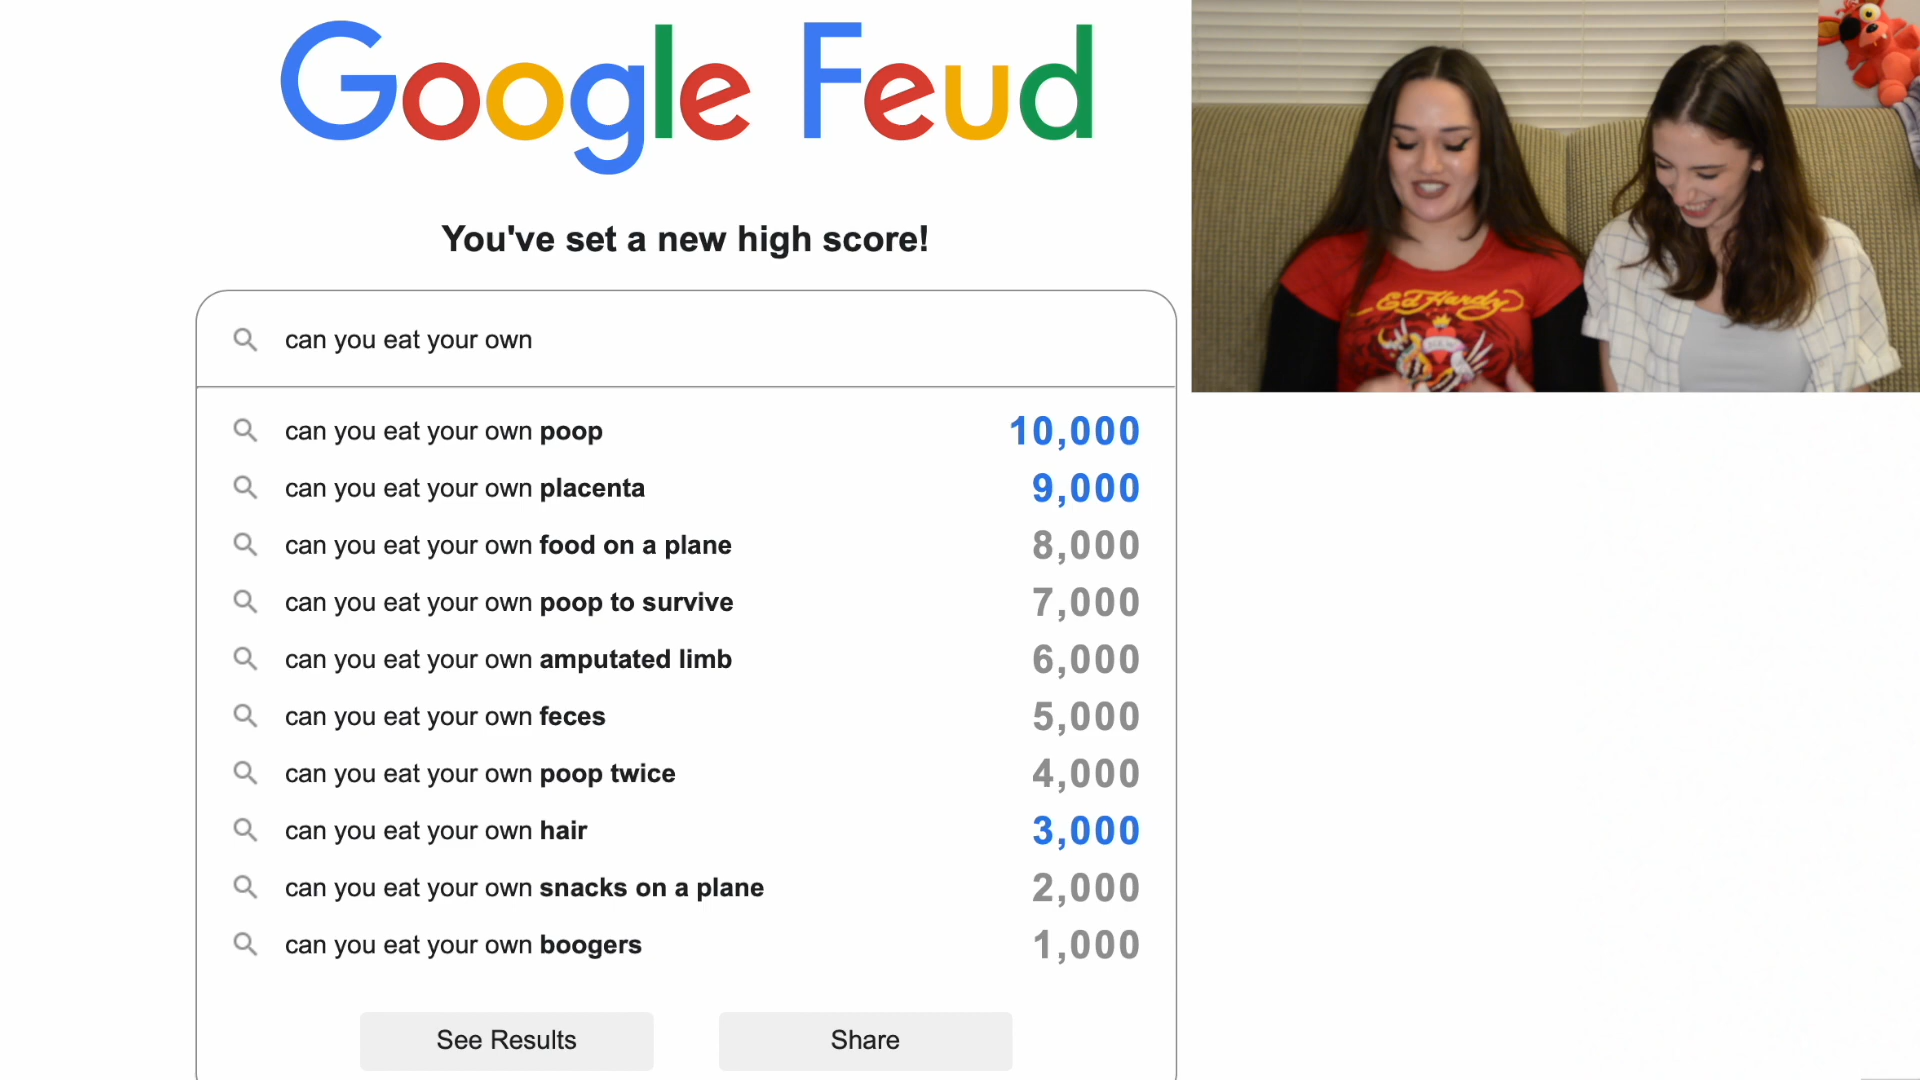 Google Feud
You've set a new high score!
can you eat your own
can you eat your own poop 10,000
can you eat your own placenta 9,000
can you eat your own food on a plane 8,000
can you eat your own poop to survive 7,000
can you eat your own amputated limb 6,000
can you eat your own feces 5,000
can you eat your own poop twice 4,000
can you eat your own hair 3,000
can you eat your own snacks on a plane 2,000
can you eat your own boogers 1,000
See Results Share
Ed Hardy